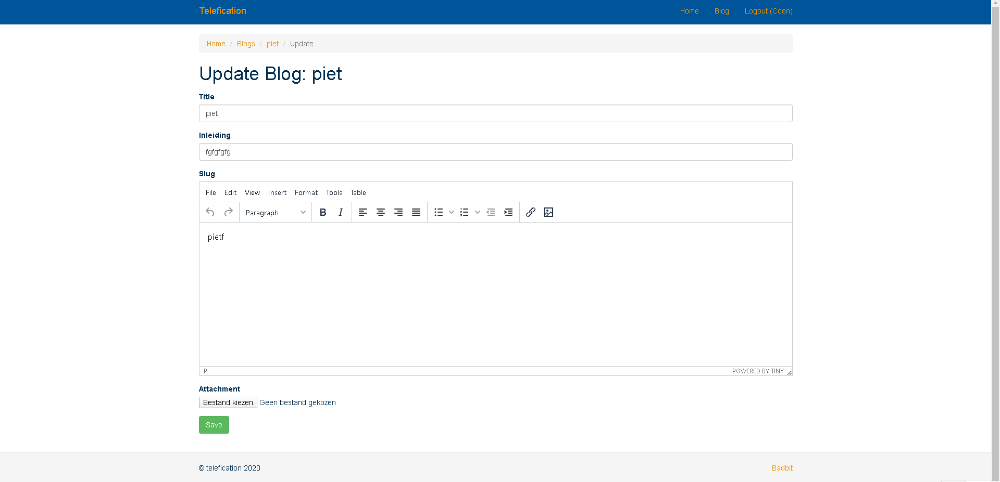 Telefication Home Blog Logout (Coen)
Home / Blogs / piet / Update
Update Blog: piet
Title
piet
Inleiding
fgfgfgfg
Slug
File Edit View Insert Format Tools Table
Paragraph B I
pietf
P POWERED BY TINY
Attachment
Bestand kiezen Geen bestand gekozen
Save
© telefication 2020 Badbit